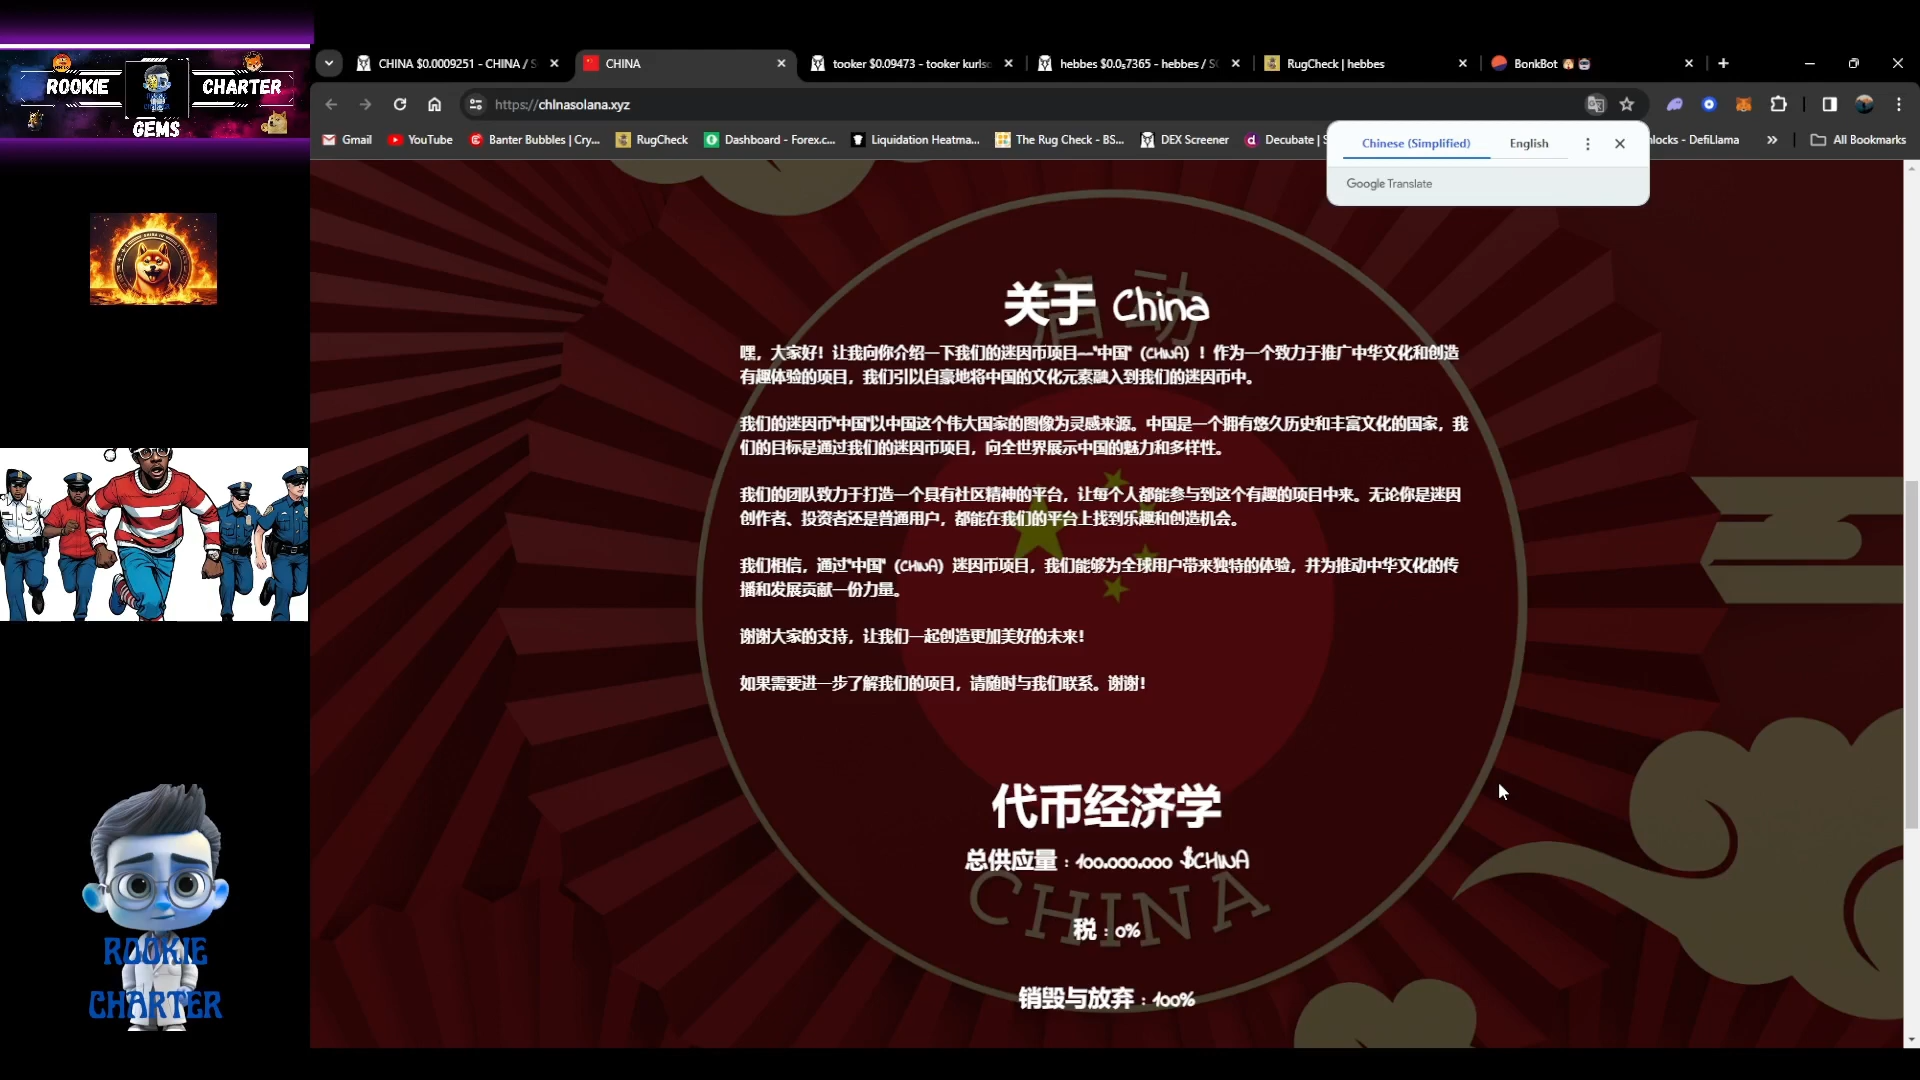 CHINA $0.0009251 - CHINA / S
CHINA
tooker $0.09473 - tooker kurlso
hebbes $0.0₅7365 - hebbes / SO
RugCheck | hebbes
BonkBot
https://chlnasolana.xyz
Gmail
YouTube
Banter Bubbles | Cry...
RugCheck
Dashboard - Forex.c...
Liquidation Heatma...
The Rug Check - BS...
DEX Screener
Decubate | S
nlocks - DefiLlama
All Bookmarks
Chinese (Simplified)
English
Google Translate
ROOKIE
CHARTER
GEMS
启动
关于 China
嘿，大家好！让我向你介绍一下我们的迷因币项目——"中国"（CHINA）！作为一个致力于推广中华文化和创造
有趣体验的项目，我们引以自豪地将中国的文化元素融入到我们的迷因币中。
我们的迷因币"中国"以中国这个伟大国家的图像为灵感来源。中国是一个拥有悠久历史和丰富文化的国家，我
们的目标是通过我们的迷因币项目，向全世界展示中国的魅力和多样性。
我们的团队致力于打造一个具有社区精神的平台，让每个人都能参与到这个有趣的项目中来。无论你是迷因
创作者、投资者还是普通用户，都能在我们的平台上找到乐趣和创造机会。
我们相信，通过"中国"（CHINA）迷因币项目，我们能够为全球用户带来独特的体验，并为推动中华文化的传
播和发展贡献一份力量。
谢谢大家的支持，让我们一起创造更加美好的未来！
如果需要进一步了解我们的项目，请随时与我们联系。谢谢！
代币经济学
总供应量 : 100.000.000 $CHINA
CHINA
税 : 0%
销毁与放弃 : 100%
ROOKIE
CHARTER